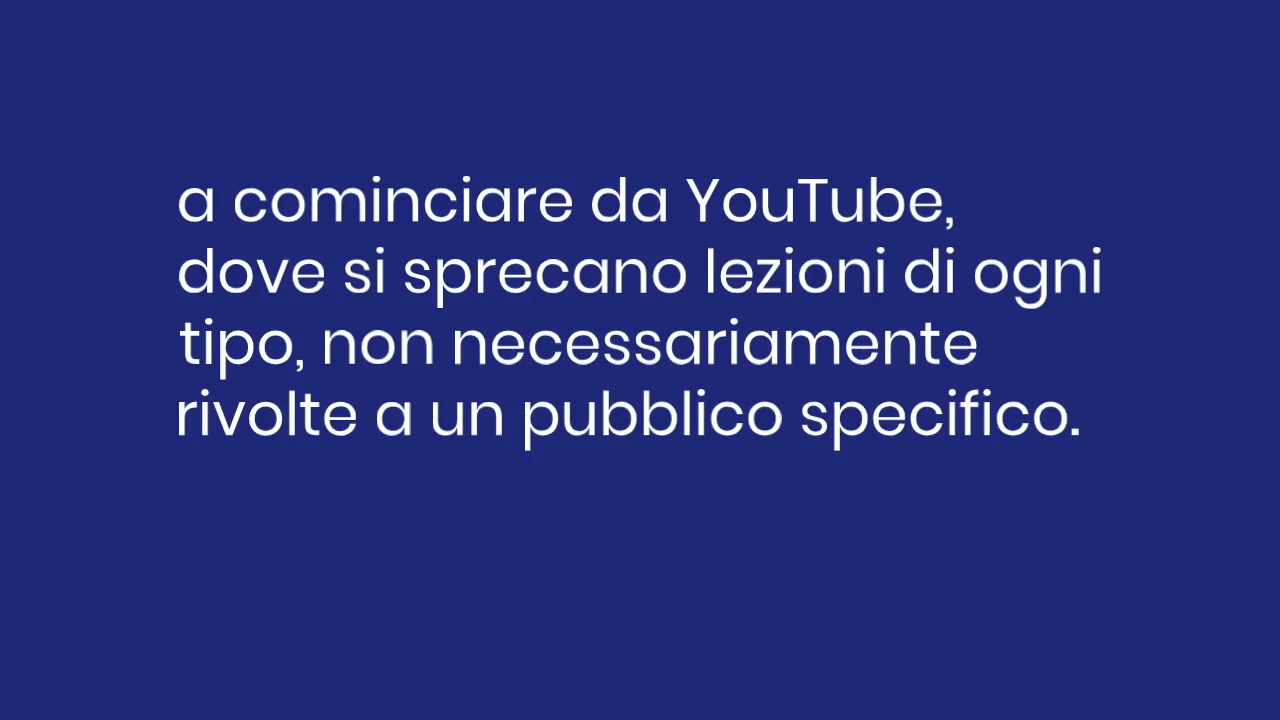 a cominciare da YouTube,
dove si sprecano lezioni di ogni
tipo, non necessariamente
rivolte a un pubblico specifico.